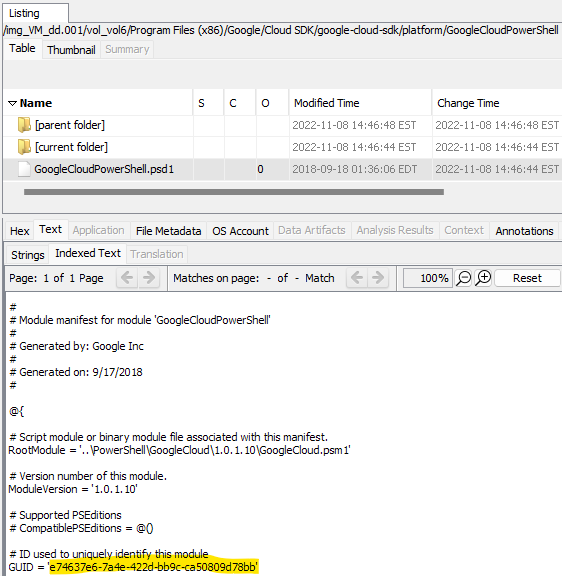 Listing
/img_VM_dd.001/vol_vol6/Program Files (x86)/Google/Cloud SDK/google-cloud-sdk/platform/GoogleCloudPowerShell
Table Thumbnail Summary
Name S C O Modified Time Change Time
[parent folder] 2022-11-08 14:46:48 EST 2022-11-08 14:46:48 EST
[current folder] 2022-11-08 14:46:44 EST 2022-11-08 14:46:44 EST
GoogleCloudPowerShell.psd1 0 2018-09-18 01:36:06 EDT 2022-11-08 14:46:44 EST
Hex Text Application File Metadata OS Account Data Artifacts Analysis Results Context Annotations
Strings Indexed Text Translation
Page: 1 of 1 Page Matches on page: - of - Match 100% Reset
#
# Module manifest for module 'GoogleCloudPowerShell'
#
# Generated by: Google Inc
#
# Generated on: 9/17/2018
#
@{
# Script module or binary module file associated with this manifest.
RootModule = '..\PowerShell\GoogleCloud\1.0.1.10\GoogleCloud.psm1'
# Version number of this module.
ModuleVersion = '1.0.1.10'
# Supported PSEditions
# CompatiblePSEditions = @()
# ID used to uniquely identify this module
GUID = 'e74637e6-7a4e-422d-bb9c-ca50809d78bb'